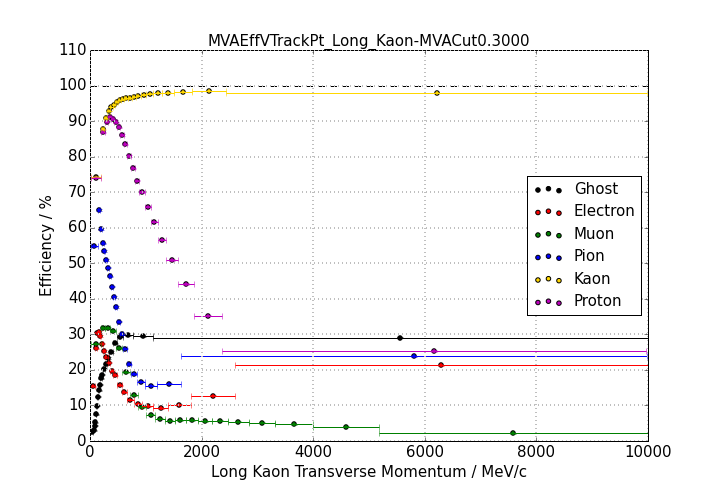 MVAEffVTrackPt_Long_Kaon-MVACut0.3000
110
100
90
80
70
60
50
40
30
20
10
0
Efficiency / %
Ghost
Electron
Muon
Pion
Kaon
Proton
0 2000 4000 6000 8000 10000
Long Kaon Transverse Momentum / MeV/c